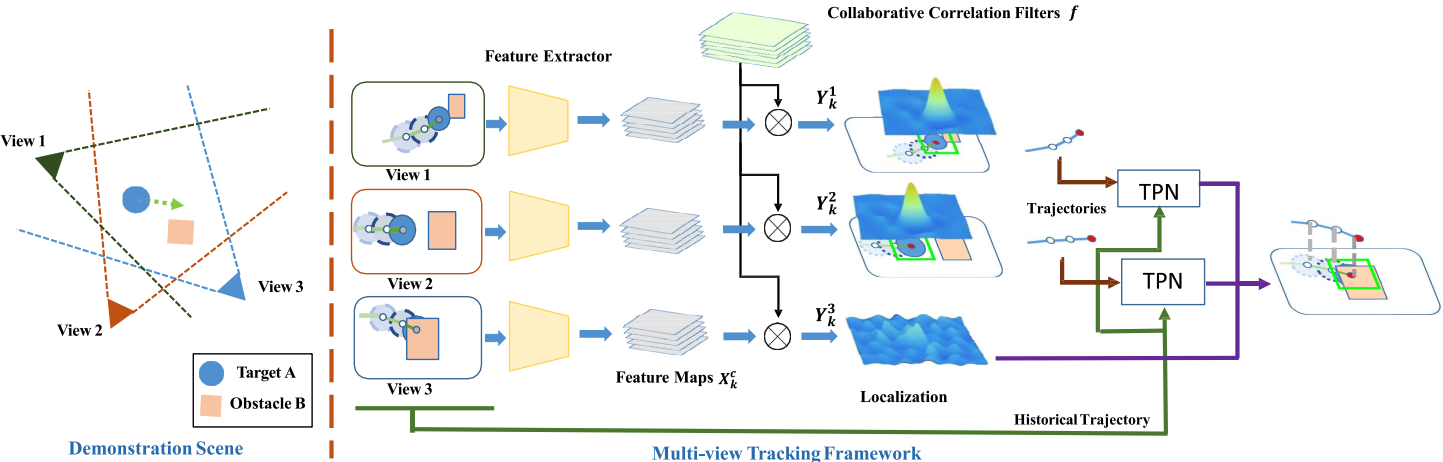 View 1
View 2
View 3
Target A
Obstacle B
Demonstration Scene
Collaborative Correlation Filters f
Feature Extractor
View 1
View 2
View 3
Feature Maps X_k^c
Y_k^1
Y_k^2
Y_k^3
Localization
Trajectories
TPN
TPN
Historical Trajectory
Multi-view Tracking Framework